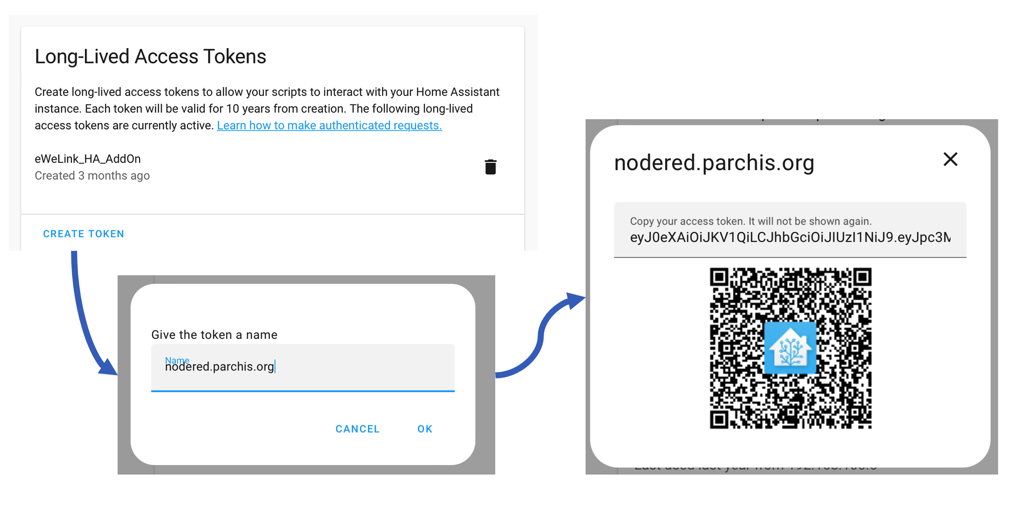 Long-Lived Access Tokens
Create long-lived access tokens to allow your scripts to interact with your Home Assistant
instance. Each token will be valid for 10 years from creation. The following long-lived
access tokens are currently active. Learn how to make authenticated requests.
eWeLink_HA_AddOn
Created 3 months ago
CREATE TOKEN
Give the token a name
Name
nodered.parchis.org
CANCEL
OK
nodered.parchis.org
Copy your access token. It will not be shown again.
eyJ0eXAiOiJKV1QiLCJhbGciOiJIUzI1NiJ9.eyJpc3M